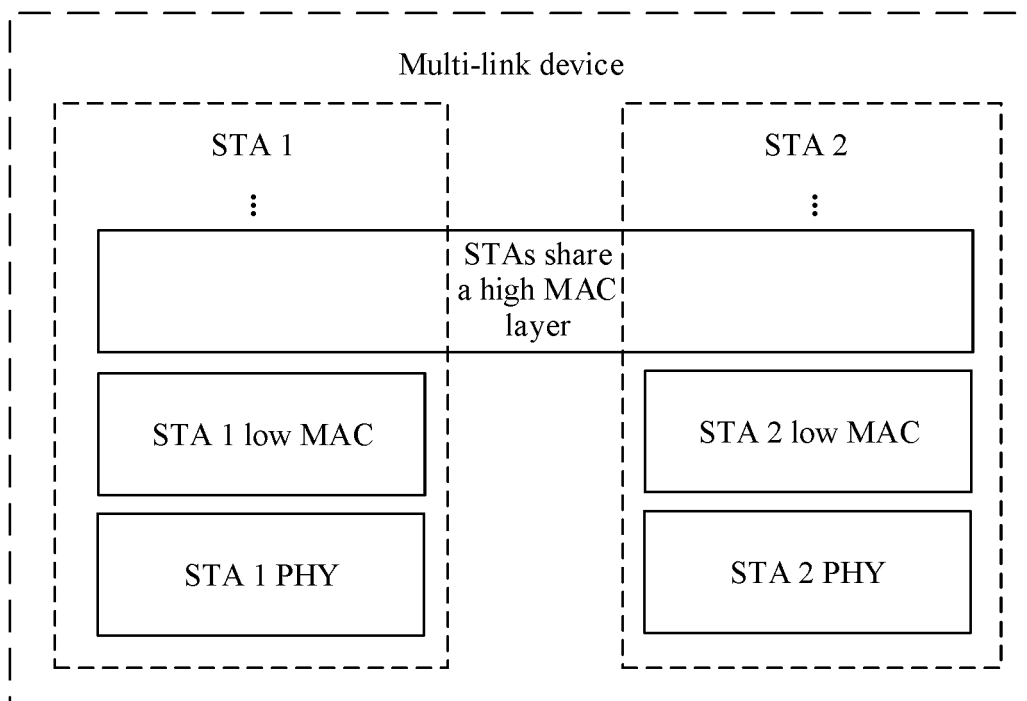 Multi-link device
STA 1
STA 2
STAs share
a high MAC
layer
STA 1 low MAC
STA 2 low MAC
STA 1 PHY
STA 2 PHY